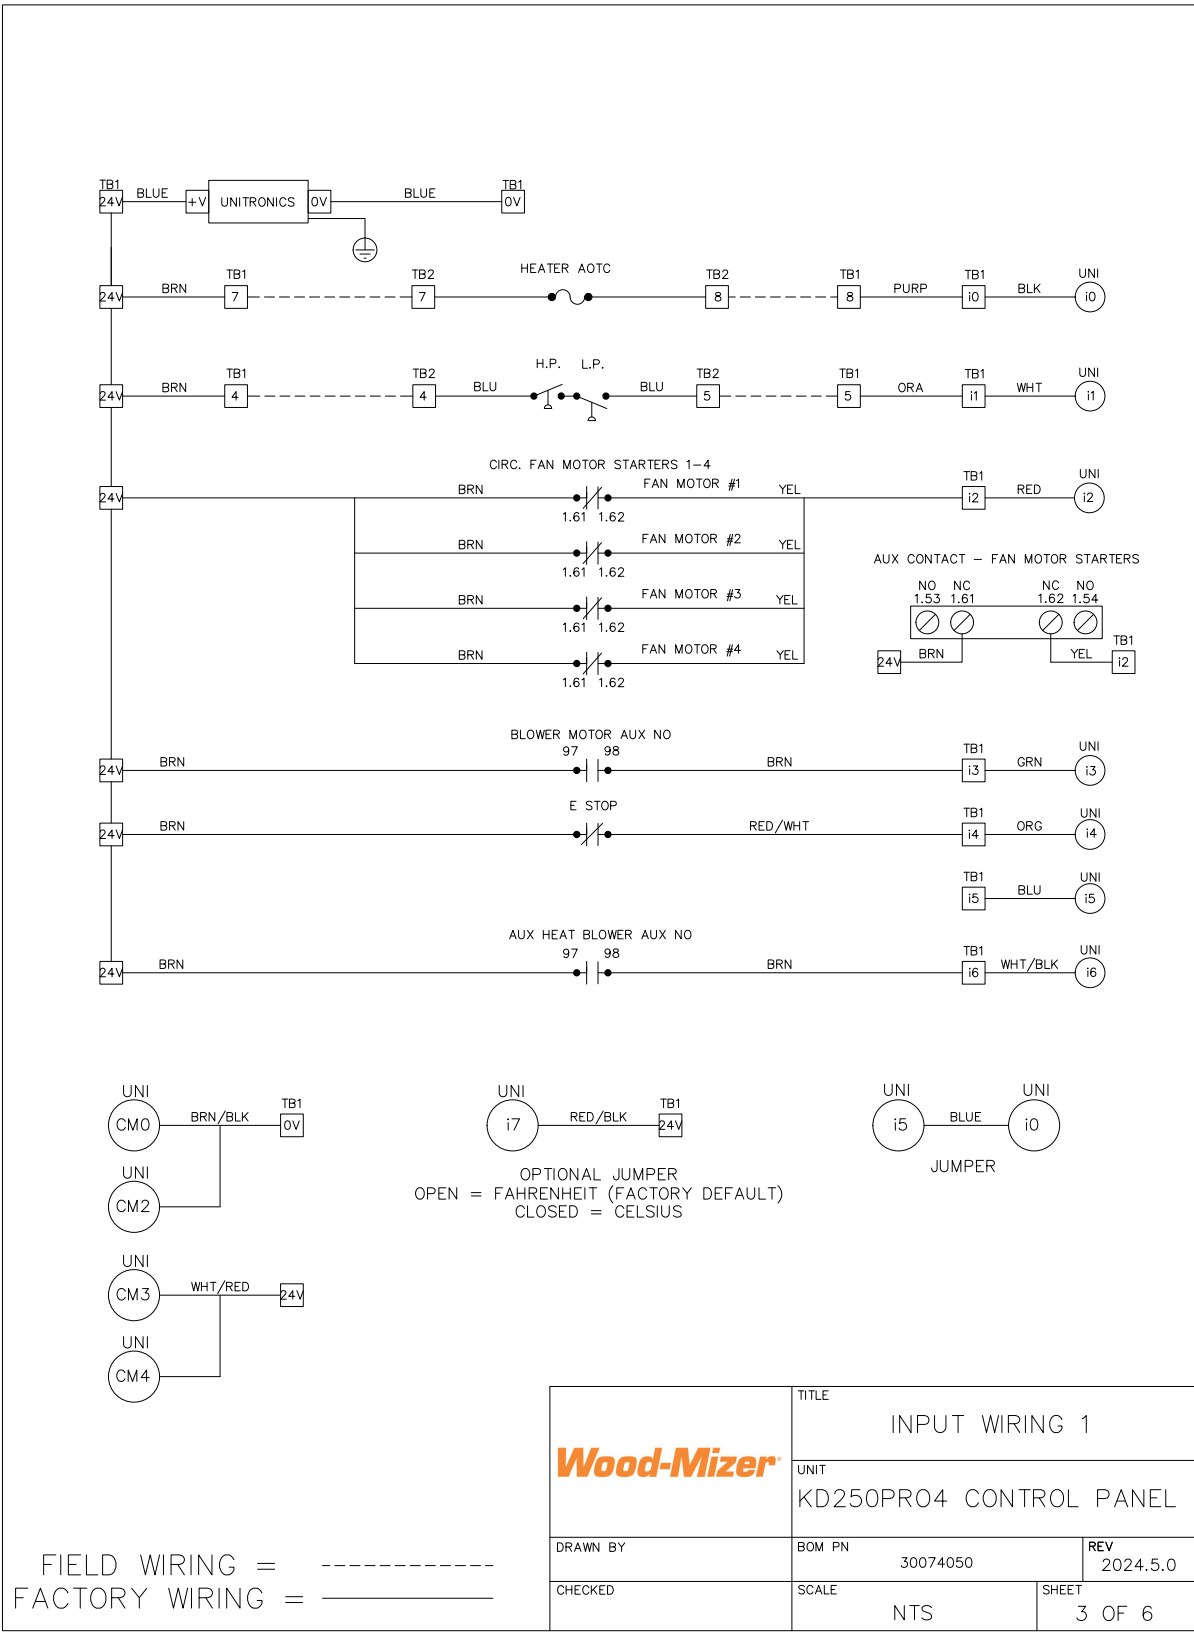 TB1
24V BLUE +V UNITRONICS 0V BLUE TB1
0V
HEATER AOTC
24V BRN TB1
7 TB2
7 TB2
8 TB1
8 PURP TB1
i0 BLK UNI
i0
H.P. L.P.
24V BRN TB1
4 TB2
4 BLU BLU TB2
5 TB1
5 ORA TB1
i1 WHT UNI
i1
CIRC. FAN MOTOR STARTERS 1-4
24V BRN FAN MOTOR #1 YEL TB1
i2 RED UNI
i2
1.61 1.62
BRN FAN MOTOR #2 YEL
1.61 1.62
BRN FAN MOTOR #3 YEL
1.61 1.62
BRN FAN MOTOR #4 YEL
1.61 1.62
AUX CONTACT - FAN MOTOR STARTERS
NO NC NC NO
1.53 1.61 1.62 1.54
24V BRN YEL TB1
i2
BLOWER MOTOR AUX NO
97 98
24V BRN BRN TB1
i3 GRN UNI
i3
E STOP
24V BRN RED/WHT TB1
i4 ORG UNI
i4
TB1
i5 BLU UNI
i5
AUX HEAT BLOWER AUX NO
97 98
24V BRN BRN TB1
i6 WHT/BLK UNI
i6
UNI
CM0 BRN/BLK TB1
0V
UNI
CM2
UNI
CM3 WHT/RED 24V
UNI
CM4
UNI
i7 RED/BLK TB1
24V
OPTIONAL JUMPER
OPEN = FAHRENHEIT (FACTORY DEFAULT)
CLOSED = CELSIUS
UNI UNI
i5 BLUE i0
JUMPER
FIELD WIRING =
FACTORY WIRING =
Wood-Mizer
TITLE
INPUT WIRING 1
UNIT
KD250PRO4 CONTROL PANEL
DRAWN BY
BOM PN
30074050
REV
2024.5.0
CHECKED
SCALE
NTS
SHEET
3 OF 6